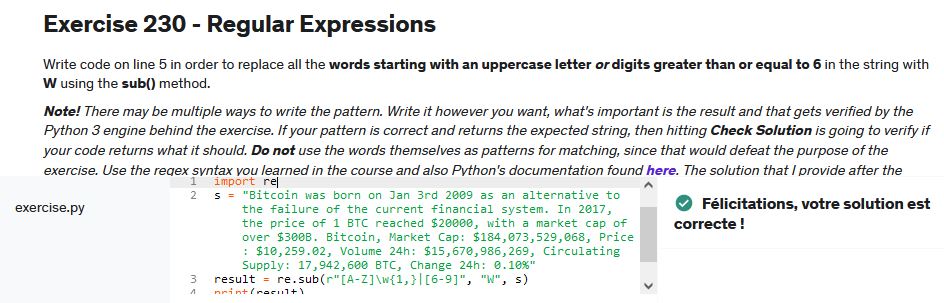 Exercise 230 - Regular Expressions
Write code on line 5 in order to replace all the words starting with an uppercase letter or digits greater than or equal to 6 in the string with
W using the sub() method.
Note! There may be multiple ways to write the pattern. Write it however you want, what's important is the result and that gets verified by the
Python 3 engine behind the exercise. If your pattern is correct and returns the expected string, then hitting Check Solution is going to verify if
your code returns what it should. Do not use the words themselves as patterns for matching, since that would defeat the purpose of the
exercise. Use the regex syntax you learned in the course and also Python's documentation found here. The solution that I provide after the
exercise.py
1 import re
2 s = "Bitcoin was born on Jan 3rd 2009 as an alternative to
the failure of the current financial system. In 2017,
the price of 1 BTC reached $20000, with a market cap of
over $300B. Bitcoin, Market Cap: $184,073,529,068, Price
: $10,259.02, Volume 24h: $15,670,986,269, Circulating
Supply: 17,942,600 BTC, Change 24h: 0.10%"
3 result = re.sub(r"[A-Z]\w{1,}|[6-9]", "W", s)
4 print(result)
Félicitations, votre solution est
correcte !